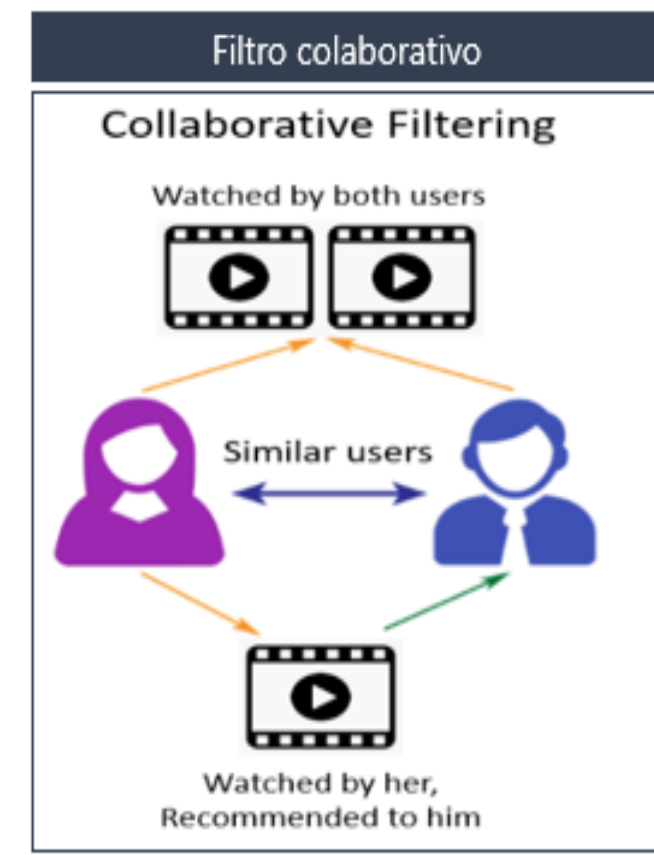 Filtro colaborativo
Collaborative Filtering
Watched by both users
Similar users
Watched by her,
Recommended to him